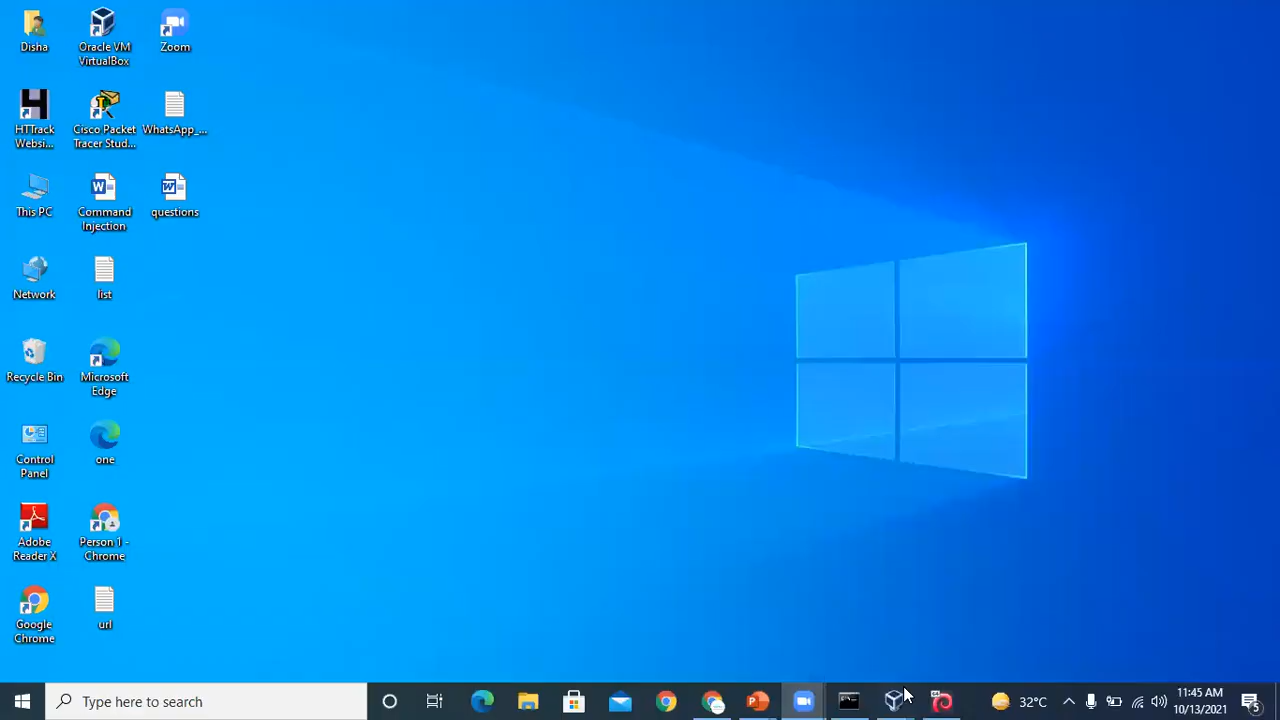 Disha
Oracle VM
VirtualBox
Zoom
HTTrack
Websi...
Cisco Packet
Tracer Stud...
WhatsApp_...
This PC
Command
Injection
questions
Network
list
Recycle Bin
Microsoft
Edge
Control
Panel
one
Adobe
Reader X
Person 1 -
Chrome
Google
Chrome
url
Type here to search
32°C
11:45 AM
10/13/2021
5